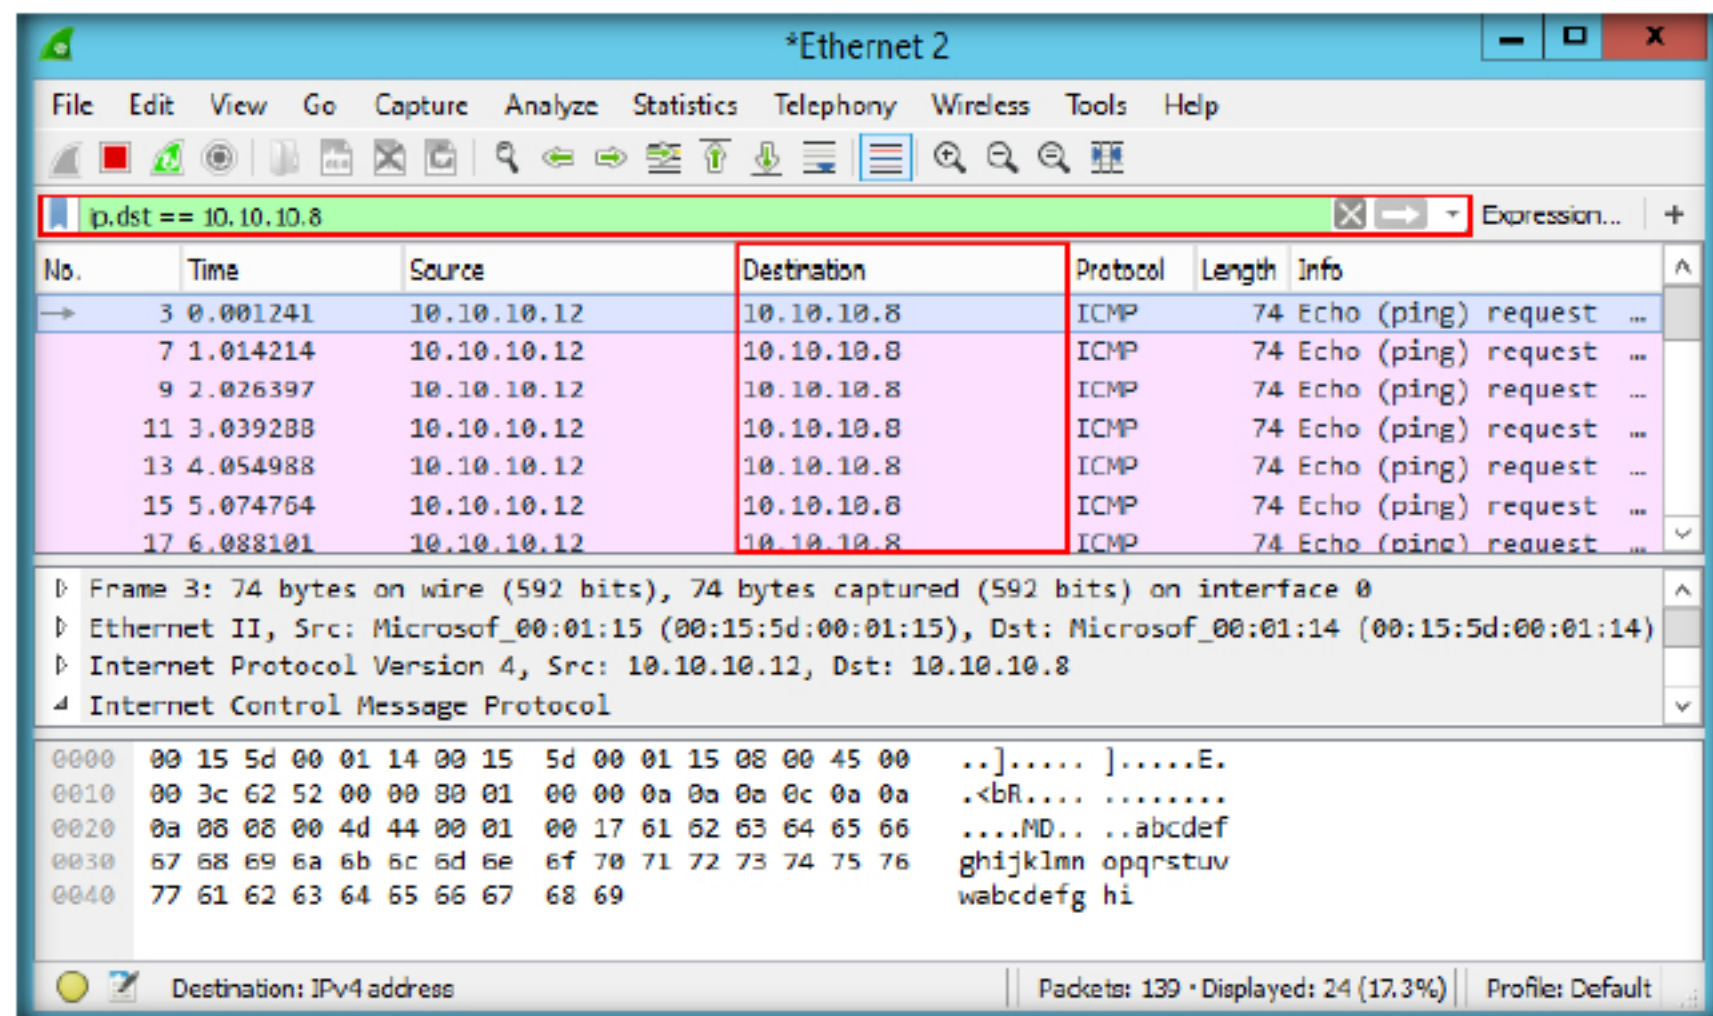 *Ethernet 2
File Edit View Go Capture Analyze Statistics Telephony Wireless Tools Help
ip.dst == 10.10.10.8 Expression... +
No. Time Source Destination Protocol Length Info
3 0.001241 10.10.10.12 10.10.10.8 ICMP 74 Echo (ping) request ...
7 1.014214 10.10.10.12 10.10.10.8 ICMP 74 Echo (ping) request ...
9 2.026397 10.10.10.12 10.10.10.8 ICMP 74 Echo (ping) request ...
11 3.039288 10.10.10.12 10.10.10.8 ICMP 74 Echo (ping) request ...
13 4.054988 10.10.10.12 10.10.10.8 ICMP 74 Echo (ping) request ...
15 5.074764 10.10.10.12 10.10.10.8 ICMP 74 Echo (ping) request ...
17 6.088101 10.10.10.12 10.10.10.8 ICMP 74 Echo (ping) request ...
Frame 3: 74 bytes on wire (592 bits), 74 bytes captured (592 bits) on interface 0
Ethernet II, Src: Microsof_00:01:15 (00:15:5d:00:01:15), Dst: Microsof_00:01:14 (00:15:5d:00:01:14)
Internet Protocol Version 4, Src: 10.10.10.12, Dst: 10.10.10.8
Internet Control Message Protocol
0000 00 15 5d 00 01 14 00 15 5d 00 01 15 08 00 45 00 ..]..... ].....E.
0010 00 3c 62 52 00 00 80 01 00 00 0a 0a 0a 0c 0a 0a .<bR.... ........
0020 0a 08 08 00 4d 44 00 01 00 17 61 62 63 64 65 66 ....MD.. ..abcdef
0030 67 68 69 6a 6b 6c 6d 6e 6f 70 71 72 73 74 75 76 ghijklmn opqrstuv
0040 77 61 62 63 64 65 66 67 68 69 wabcdefg hi
Destination: IPv4 address Packets: 139 · Displayed: 24 (17.3%) Profile: Default